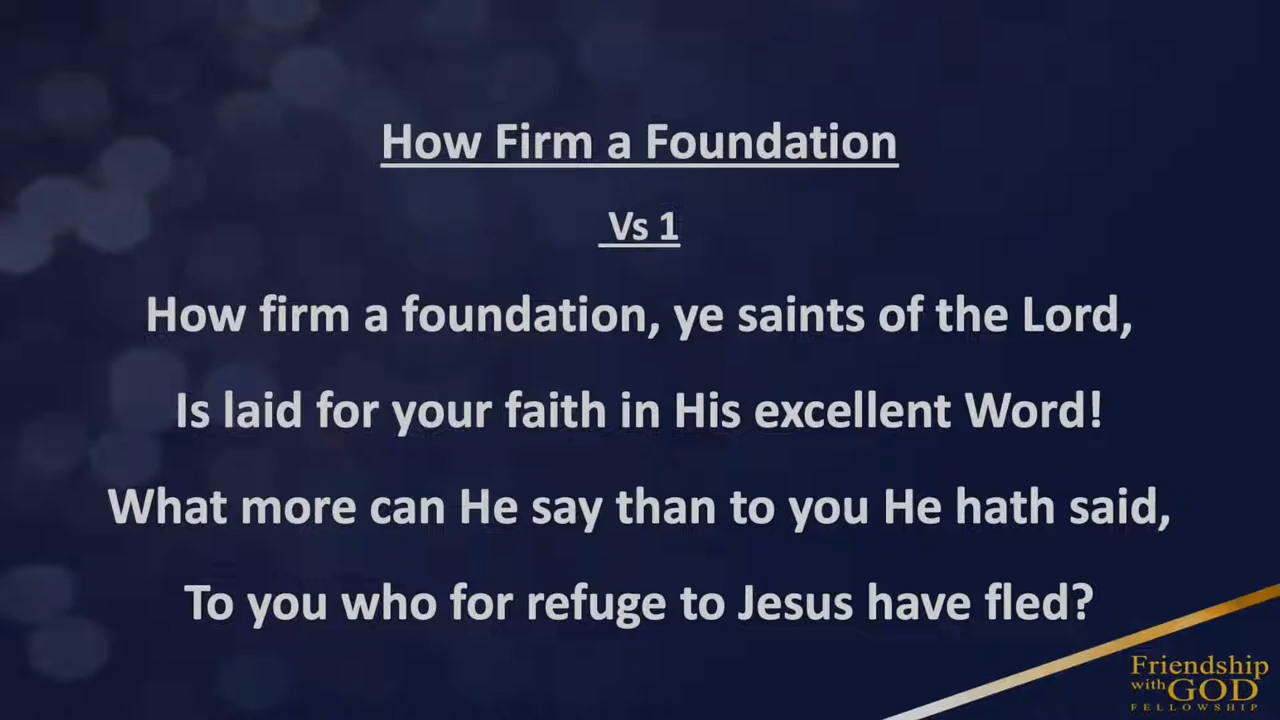 How Firm a Foundation
Vs 1
How firm a foundation, ye saints of the Lord,
Is laid for your faith in His excellent Word!
What more can He say than to you He hath said,
To you who for refuge to Jesus have fled?
Friendship
with GOD
FELLOWSHIP